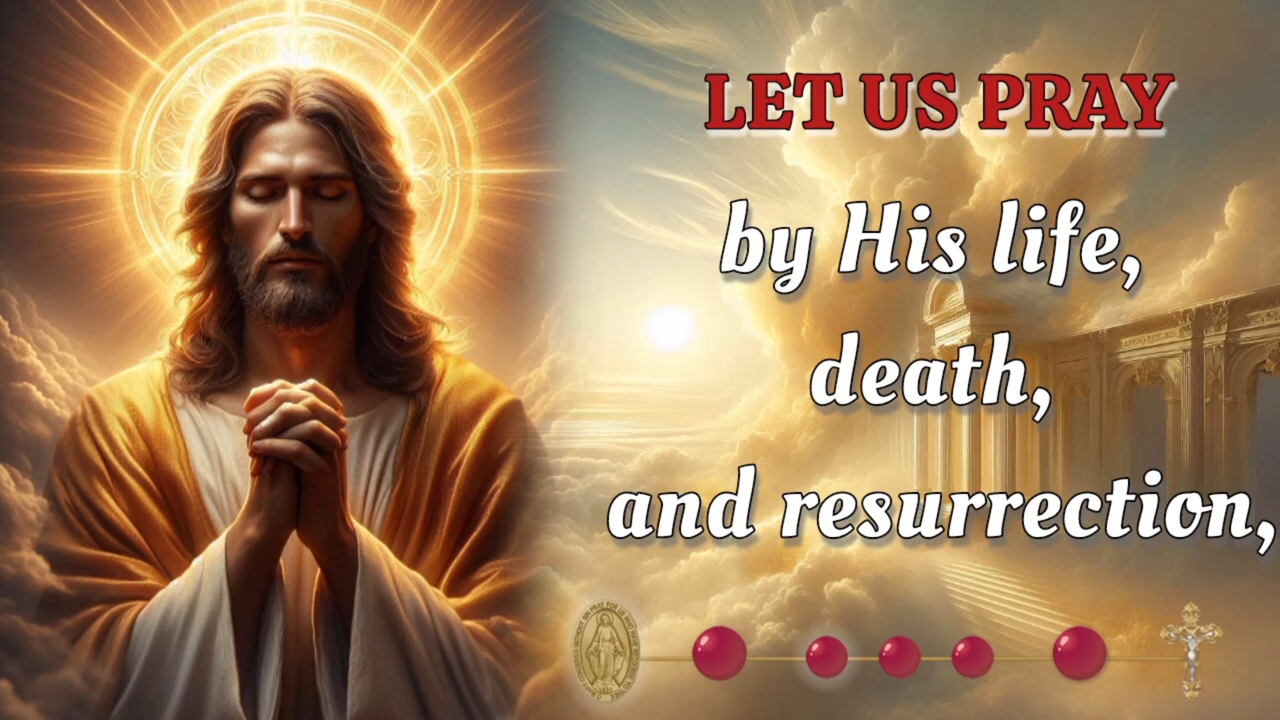 LET US PRAY
by His life,
death,
and resurrection,